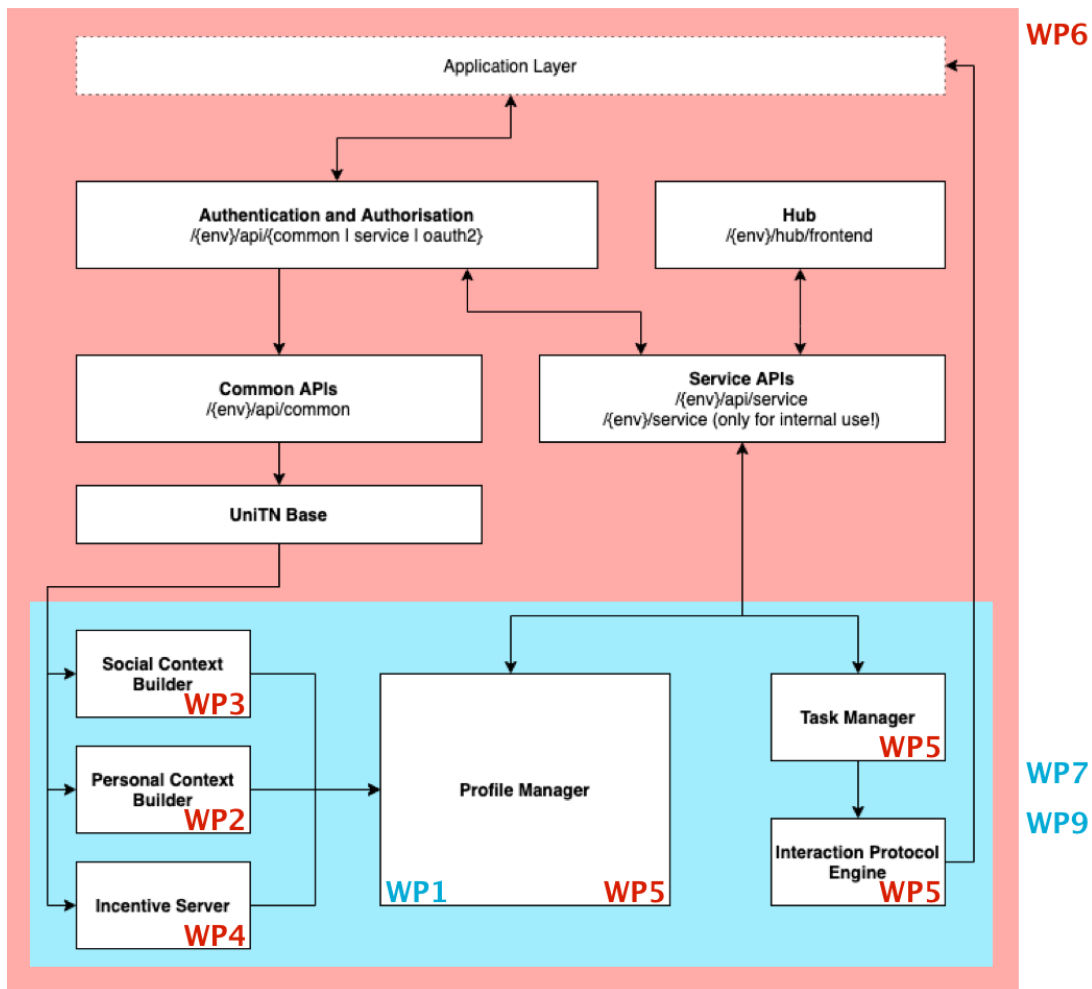 WP6
Application Layer
Authentication and Authorisation
/{env}/api/{common | service | oauth2}
Hub
/{env}/hub/frontend
Common APIs
/{env}/api/common
Service APIs
/{env}/api/service
/{env}/service (only for internal use!)
UniTN Base
Social Context
Builder
WP3
Personal Context
Builder
WP2
Incentive Server
WP4
Profile Manager
WP1
WP5
Task Manager
WP5
Interaction Protocol
Engine
WP5
WP7
WP9